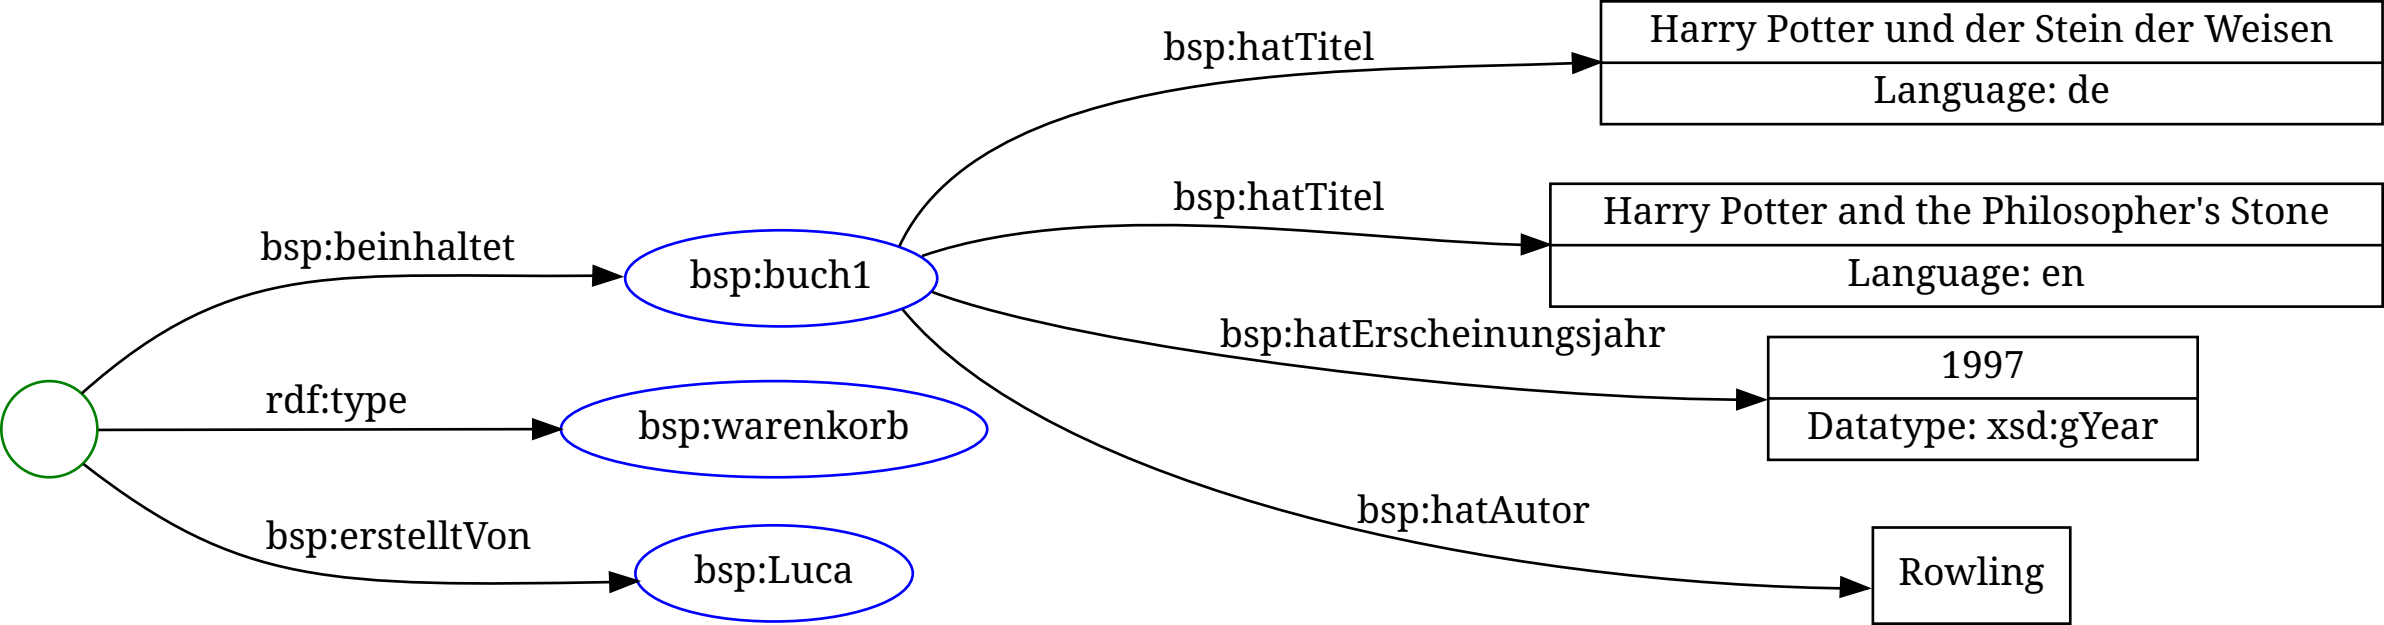 bsp:hatTitel
Harry Potter und der Stein der Weisen
Language: de
bsp:hatTitel
Harry Potter and the Philosopher's Stone
Language: en
bsp:beinhaltet
bsp:buch1
bsp:hatErscheinungsjahr
1997
Datatype: xsd:gYear
rdf:type
bsp:warenkorb
bsp:hatAutor
Rowling
bsp:erstelltVon
bsp:Luca